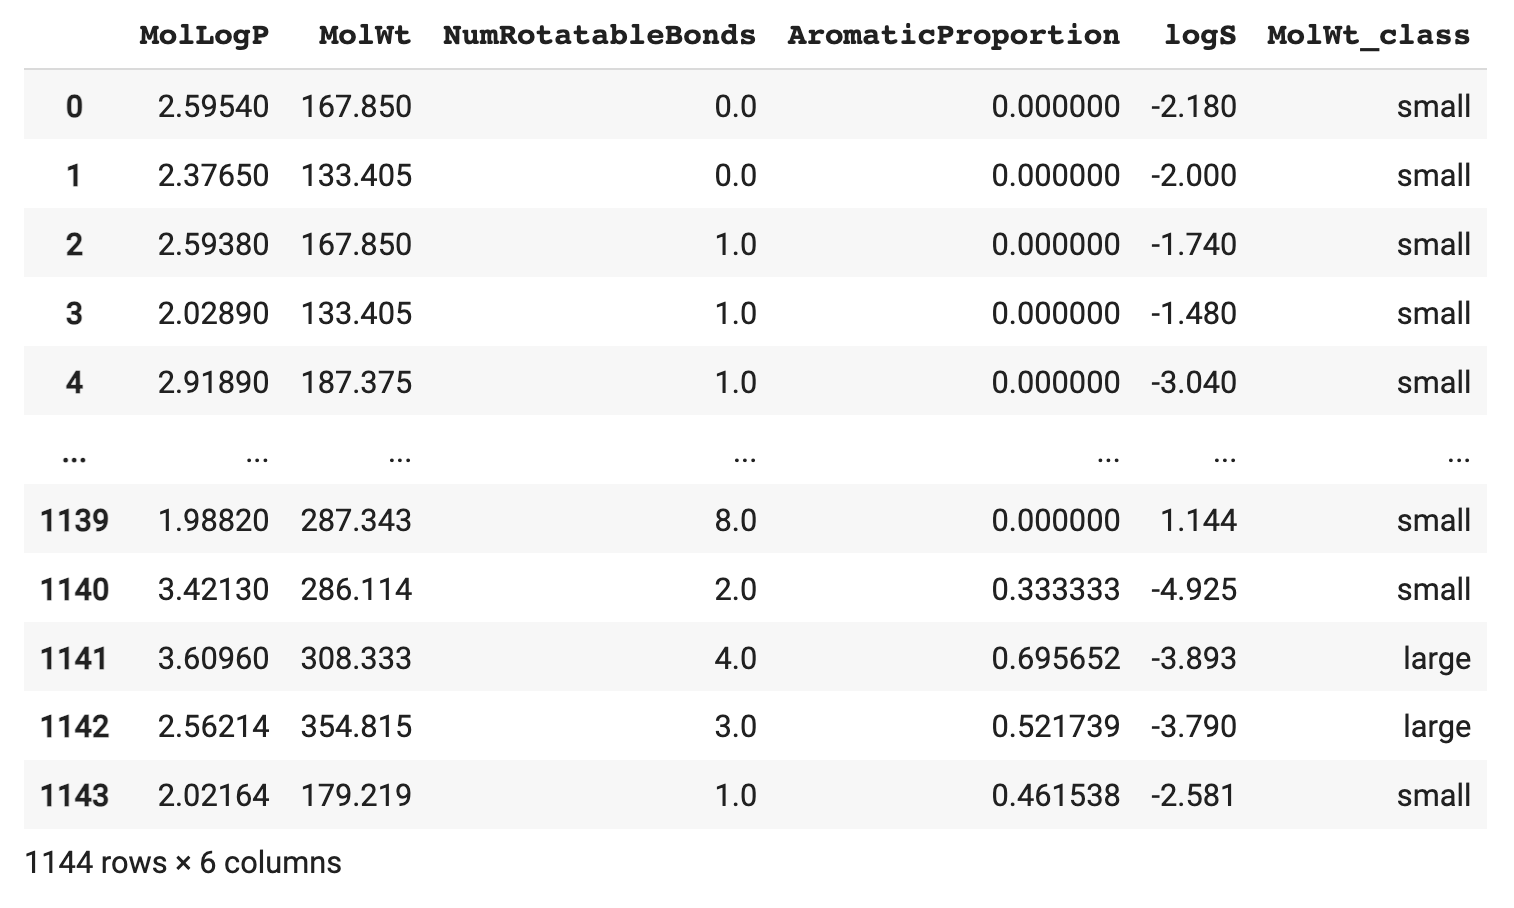 MolLogP MolWt NumRotatableBonds AromaticProportion logS MolWt_class
0 2.59540 167.850 0.0 0.000000 -2.180 small
1 2.37650 133.405 0.0 0.000000 -2.000 small
2 2.59380 167.850 1.0 0.000000 -1.740 small
3 2.02890 133.405 1.0 0.000000 -1.480 small
4 2.91890 187.375 1.0 0.000000 -3.040 small
... ... ... ... ... ... ...
1139 1.98820 287.343 8.0 0.000000 1.144 small
1140 3.42130 286.114 2.0 0.333333 -4.925 small
1141 3.60960 308.333 4.0 0.695652 -3.893 large
1142 2.56214 354.815 3.0 0.521739 -3.790 large
1143 2.02164 179.219 1.0 0.461538 -2.581 small
1144 rows × 6 columns